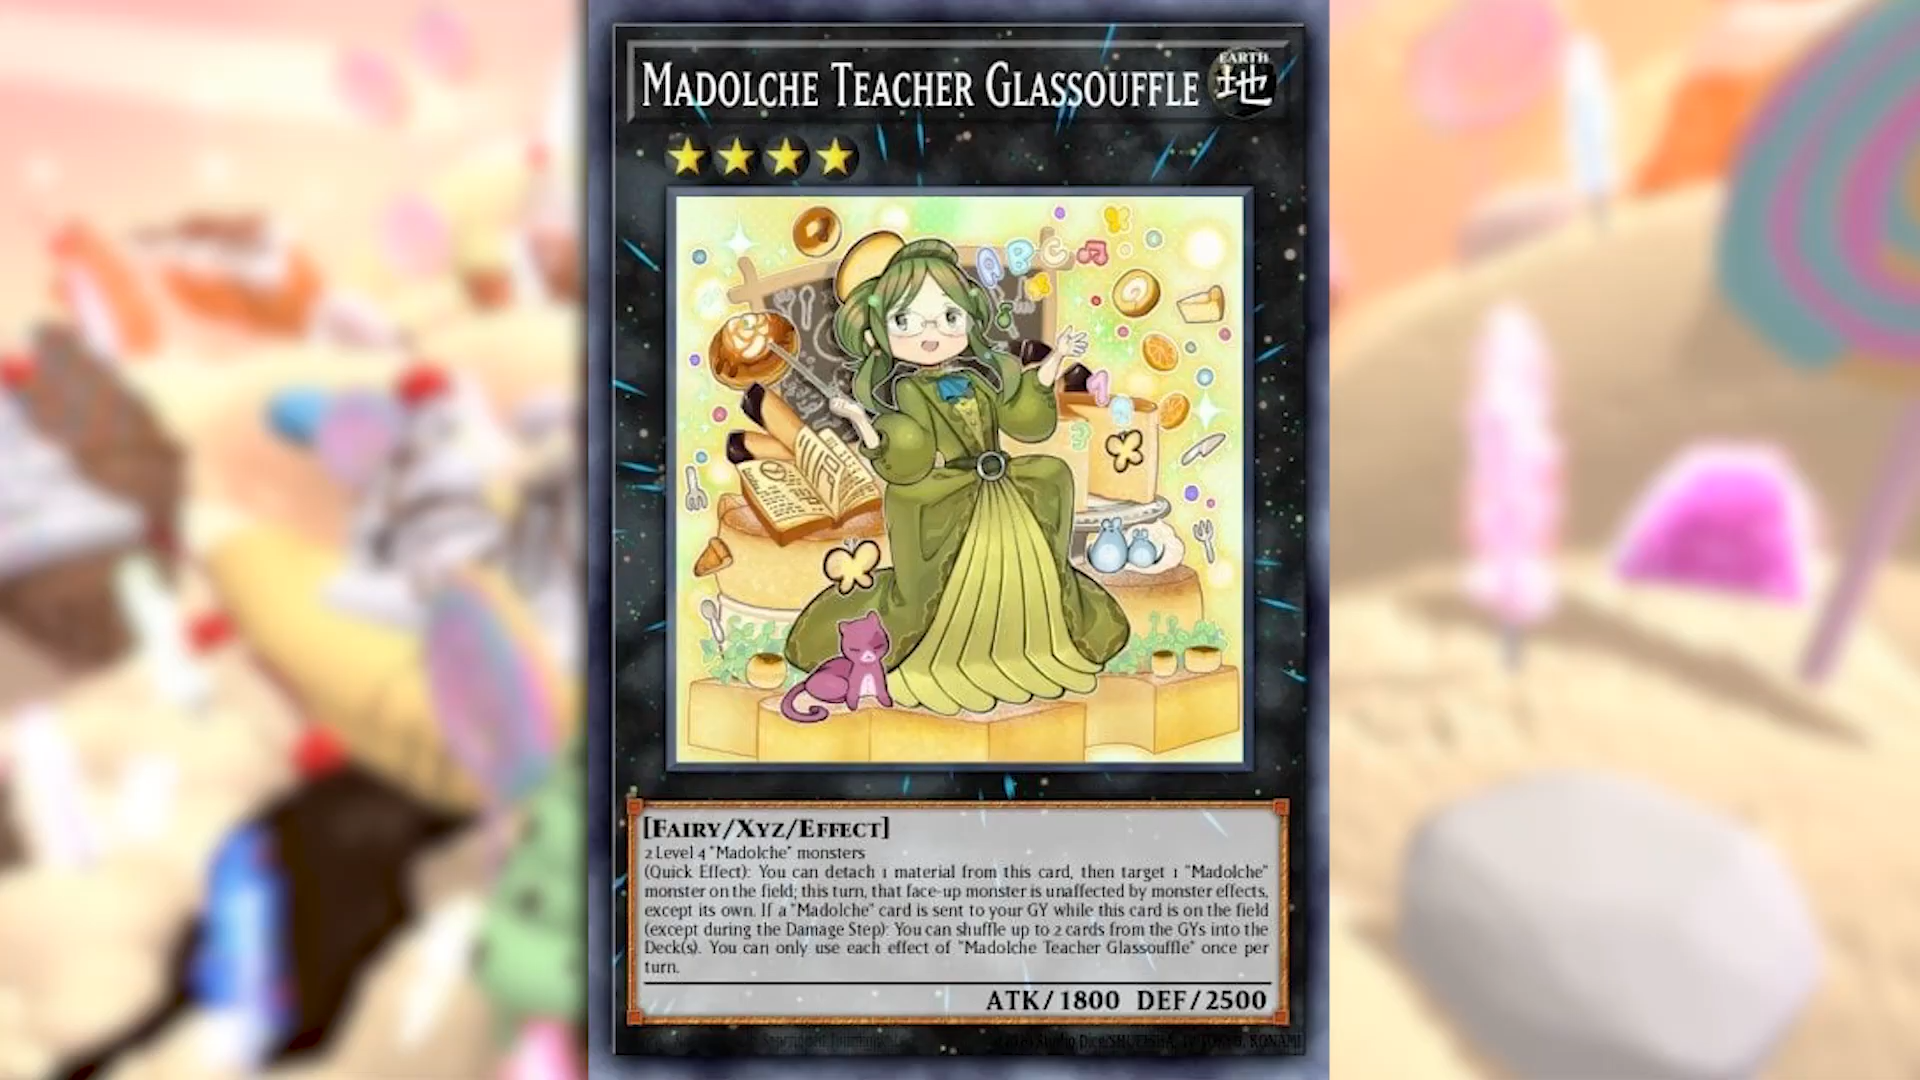 MADOLCHE TEACHER GLASSOUFFLE
EARTH
地
A B C
1
2
3
[FAIRY/XYZ/EFFECT]
2 Level 4 "Madolche" monsters
(Quick Effect): You can detach 1 material from this card, then target 1 "Madolche"
monster on the field; this turn, that face-up monster is unaffected by monster effects,
except its own. If a "Madolche" card is sent to your GY while this card is on the field
(except during the Damage Step): You can shuffle up to 2 cards from the GYs into the
Deck(s). You can only use each effect of "Madolche Teacher Glassouffle" once per
turn.
ATK/1800 DEF/2500